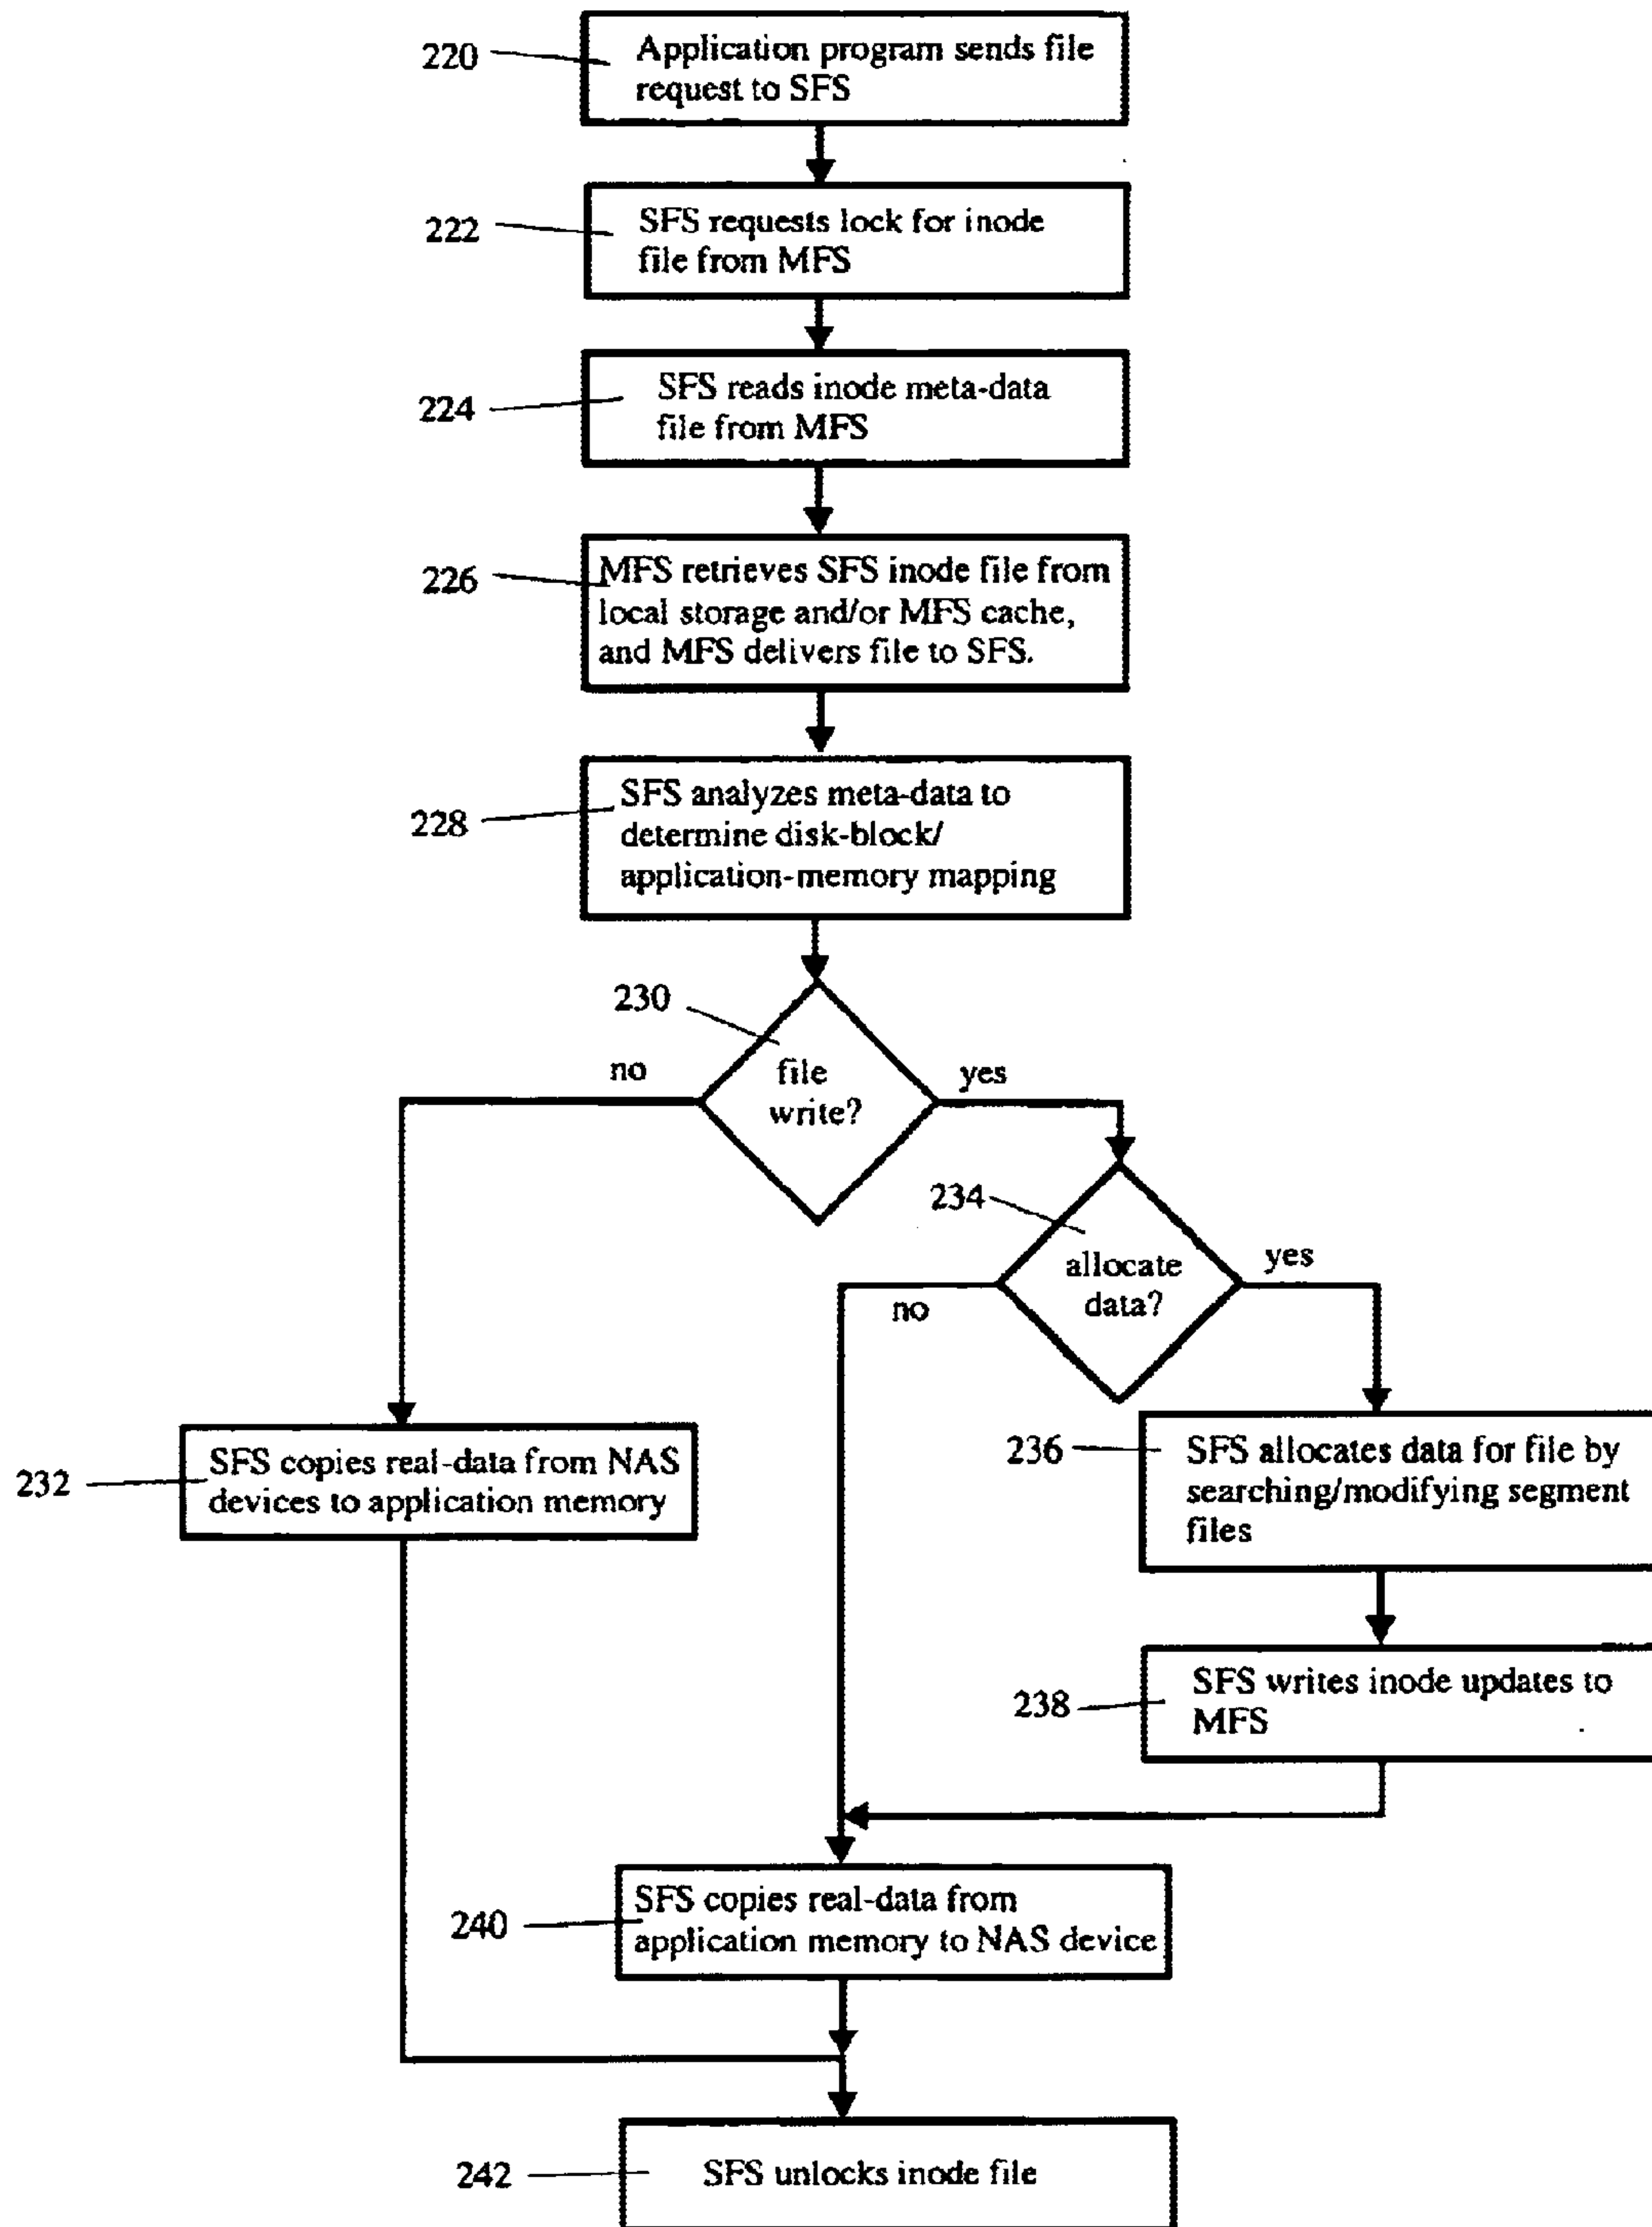 220
Application program sends file
request to SFS
222
SFS requests lock for inode
file from MFS
224
SFS reads inode meta-data
file from MFS
226
MFS retrieves SFS inode file from
local storage and/or MFS cache,
and MFS delivers file to SFS.
228
SFS analyzes meta-data to
determine disk-block/
application-memory mapping
230
file
write?
no
yes
234
allocate
data?
no
yes
232
SFS copies real-data from NAS
devices to application memory
236
SFS allocates data for file by
searching/modifying segment
files
238
SFS writes inode updates to
MFS
240
SFS copies real-data from
application memory to NAS device
242
SFS unlocks inode file